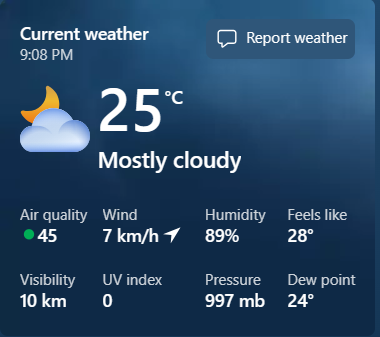 Current weather
Report weather
9:08 PM
25°C
Mostly cloudy
Air quality Wind Humidity Feels like
45 7 km/h 89% 28°
Visibility UV index Pressure Dew point
10 km 0 997 mb 24°